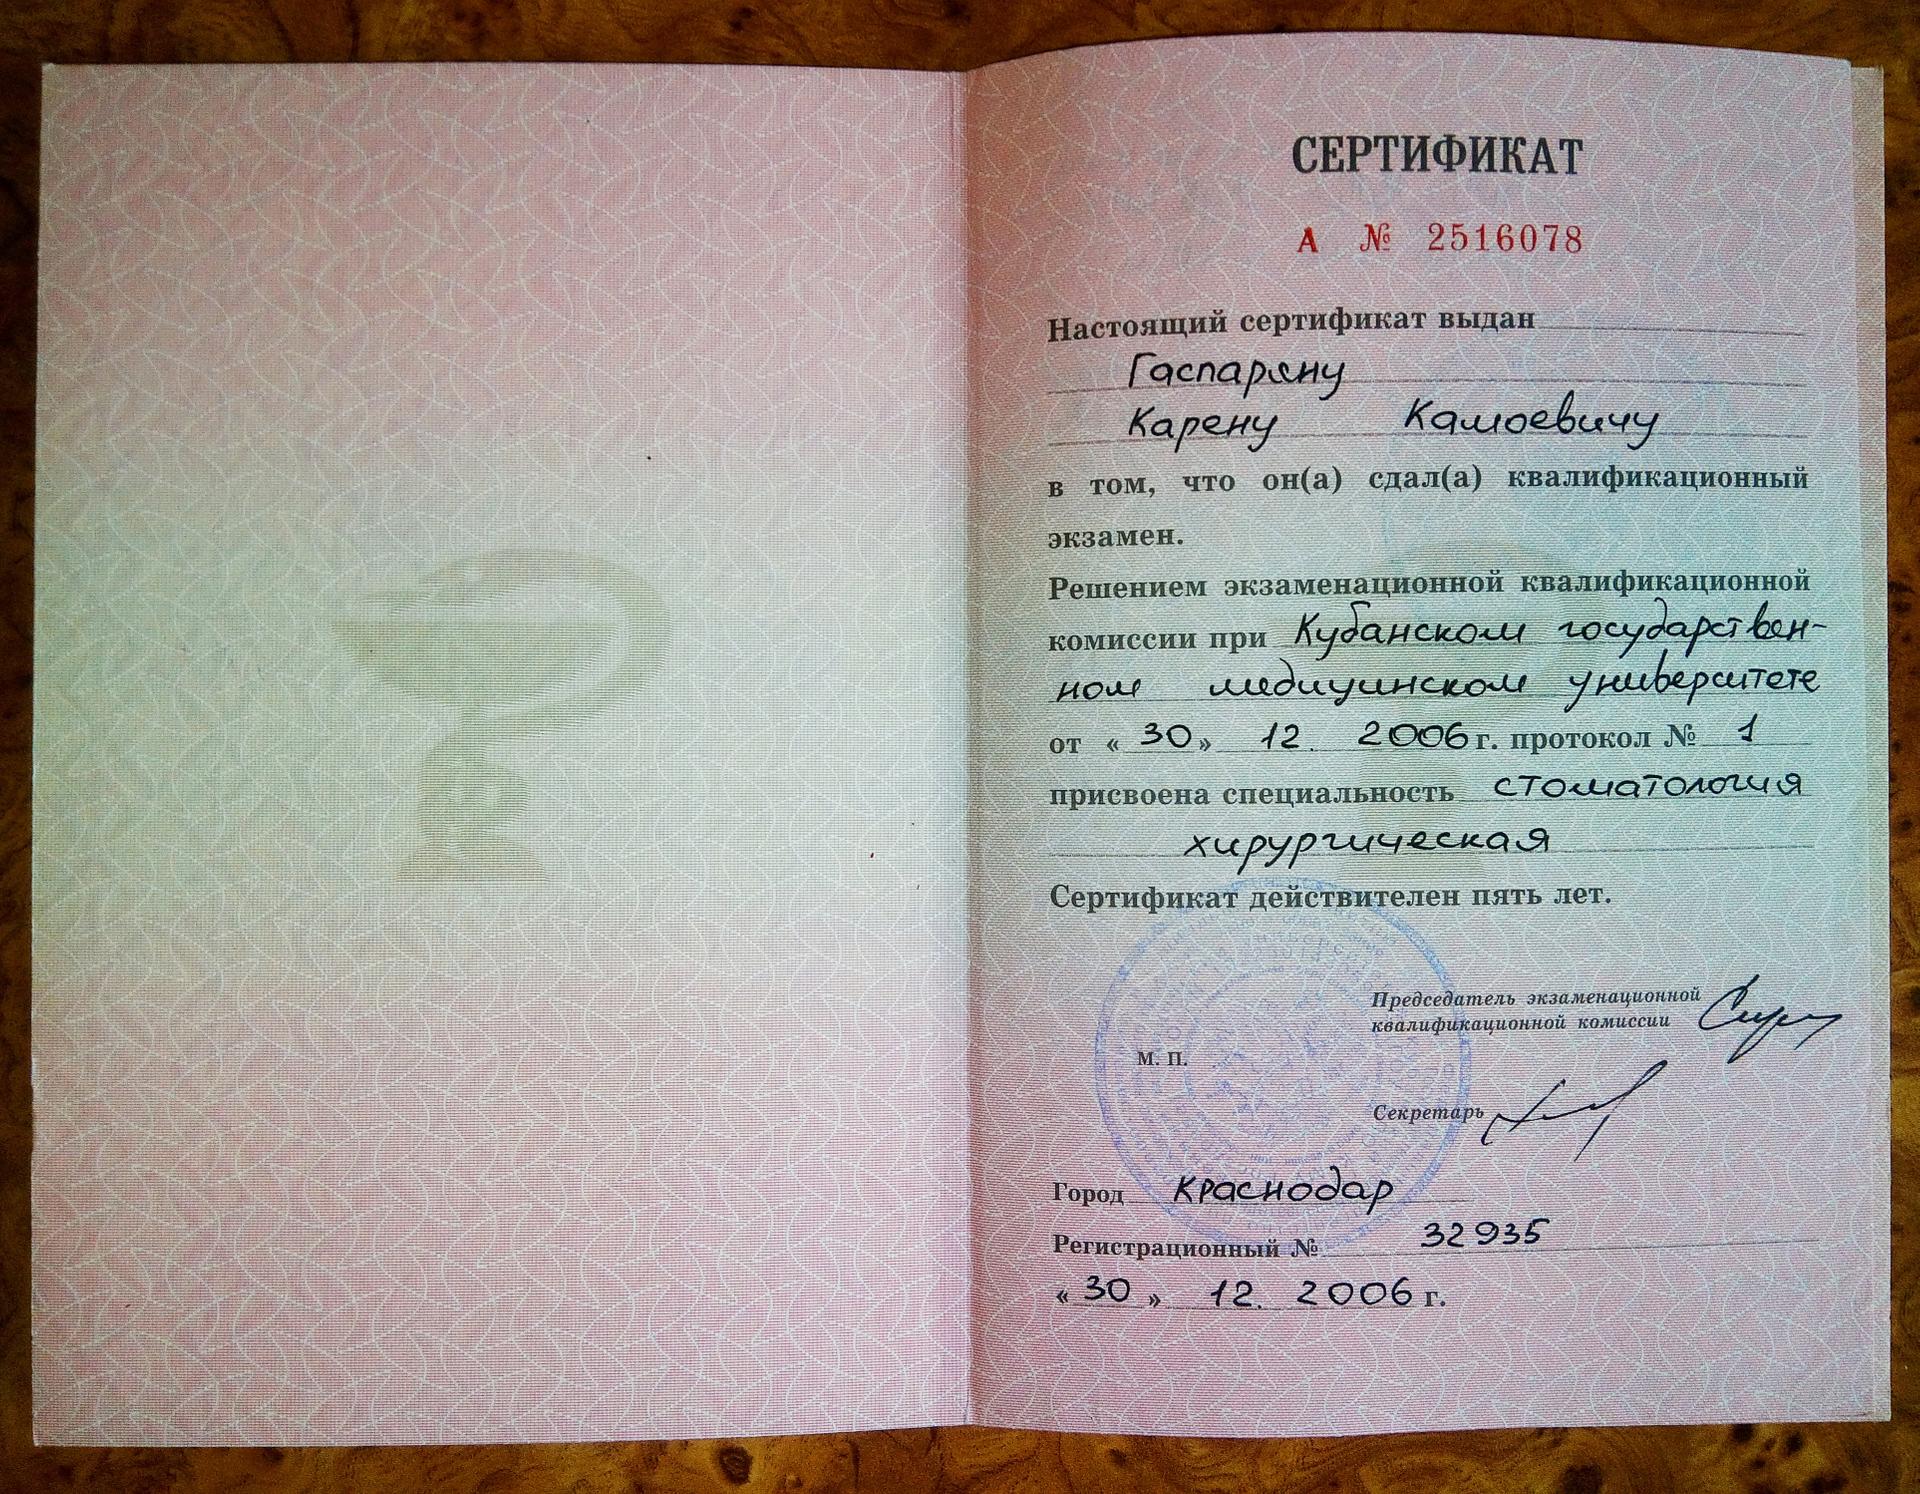 СЕРТИФИКАТ
А № 2516078
Настоящий сертификат выдан
Гаспаряну
Карену Камоевичу
в том, что он(а) сдал(а) квалификационный
экзамен.
Решением экзаменационной квалификационной
комиссии при Кубанском государствен-
ном медицинском университете
от « 30 » 12. 2006 г. протокол № 1
присвоена специальность стоматология
хирургическая
Сертификат действителен пять лет.
Председатель экзаменационной
квалификационной комиссии
М. П.
Секретарь
Город Краснодар
Регистрационный № 32935
« 30 » 12. 2006 г.